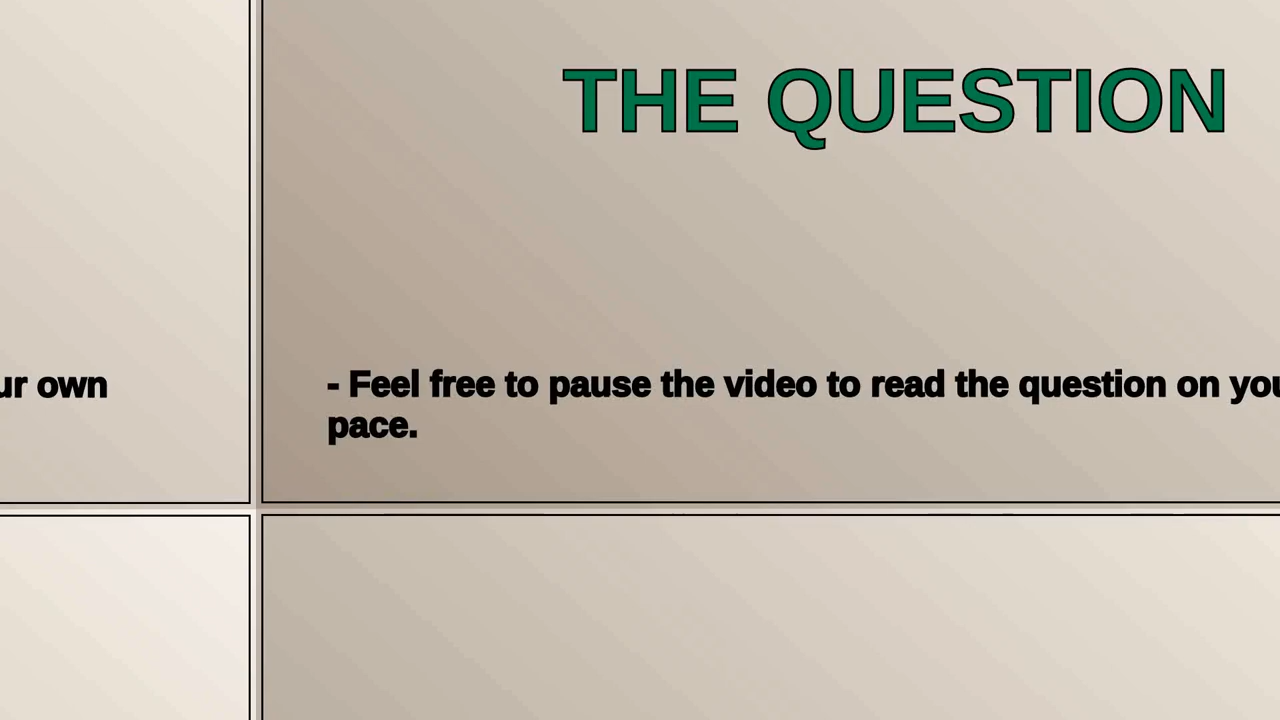 THE QUESTION
ur own
- Feel free to pause the video to read the question on you
pace.